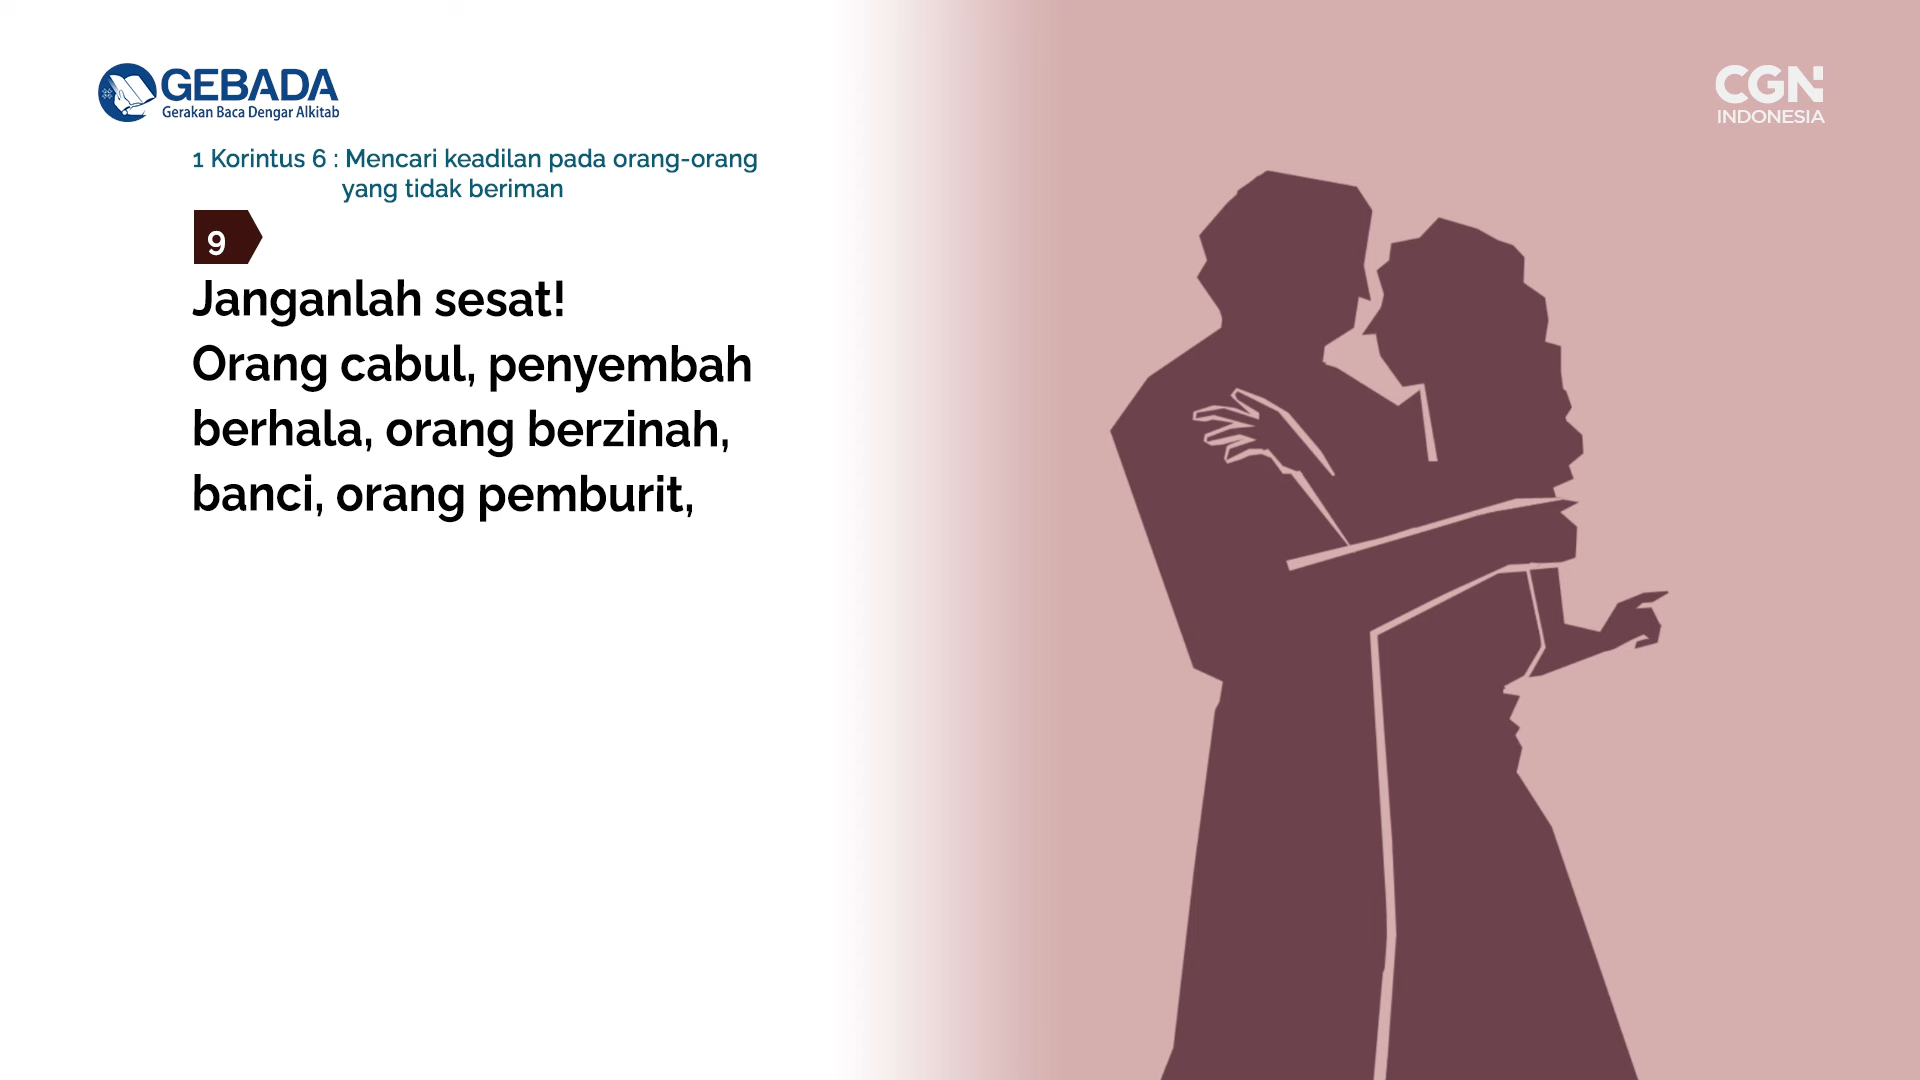 GEBADA
Gerakan Baca Dengar Alkitab
CGN
INDONESIA
1 Korintus 6 : Mencari keadilan pada orang-orang
yang tidak beriman
9
Janganlah sesat!
Orang cabul, penyembah
berhala, orang berzinah,
banci, orang pemburit,